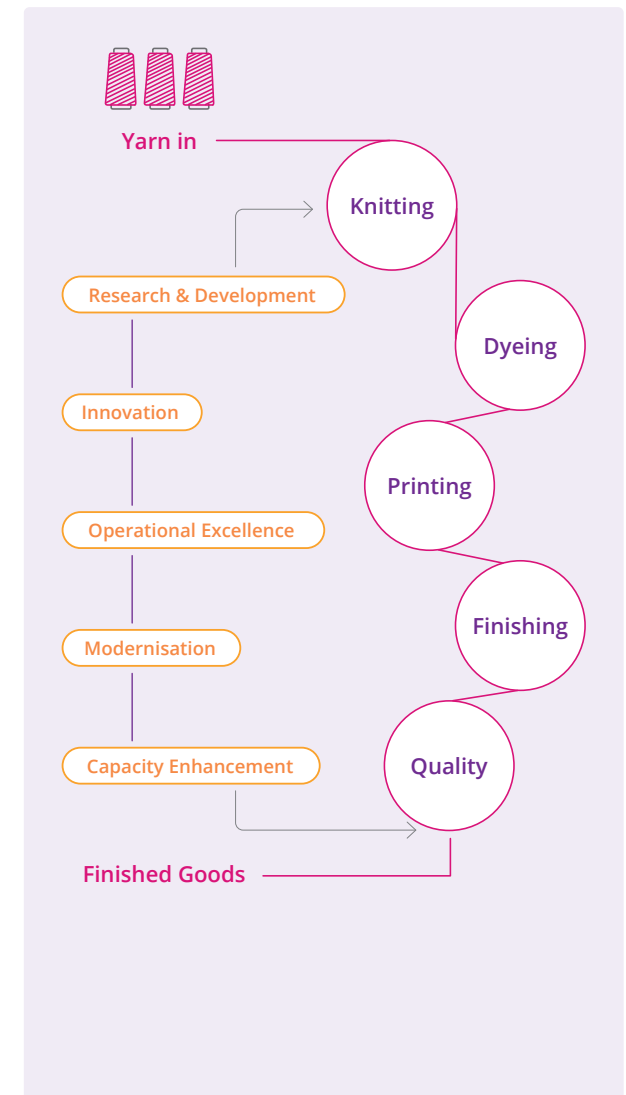 Yarn in
Knitting
Research & Development
Dyeing
Innovation
Printing
Operational Excellence
Finishing
Modernisation
Quality
Capacity Enhancement
Finished Goods